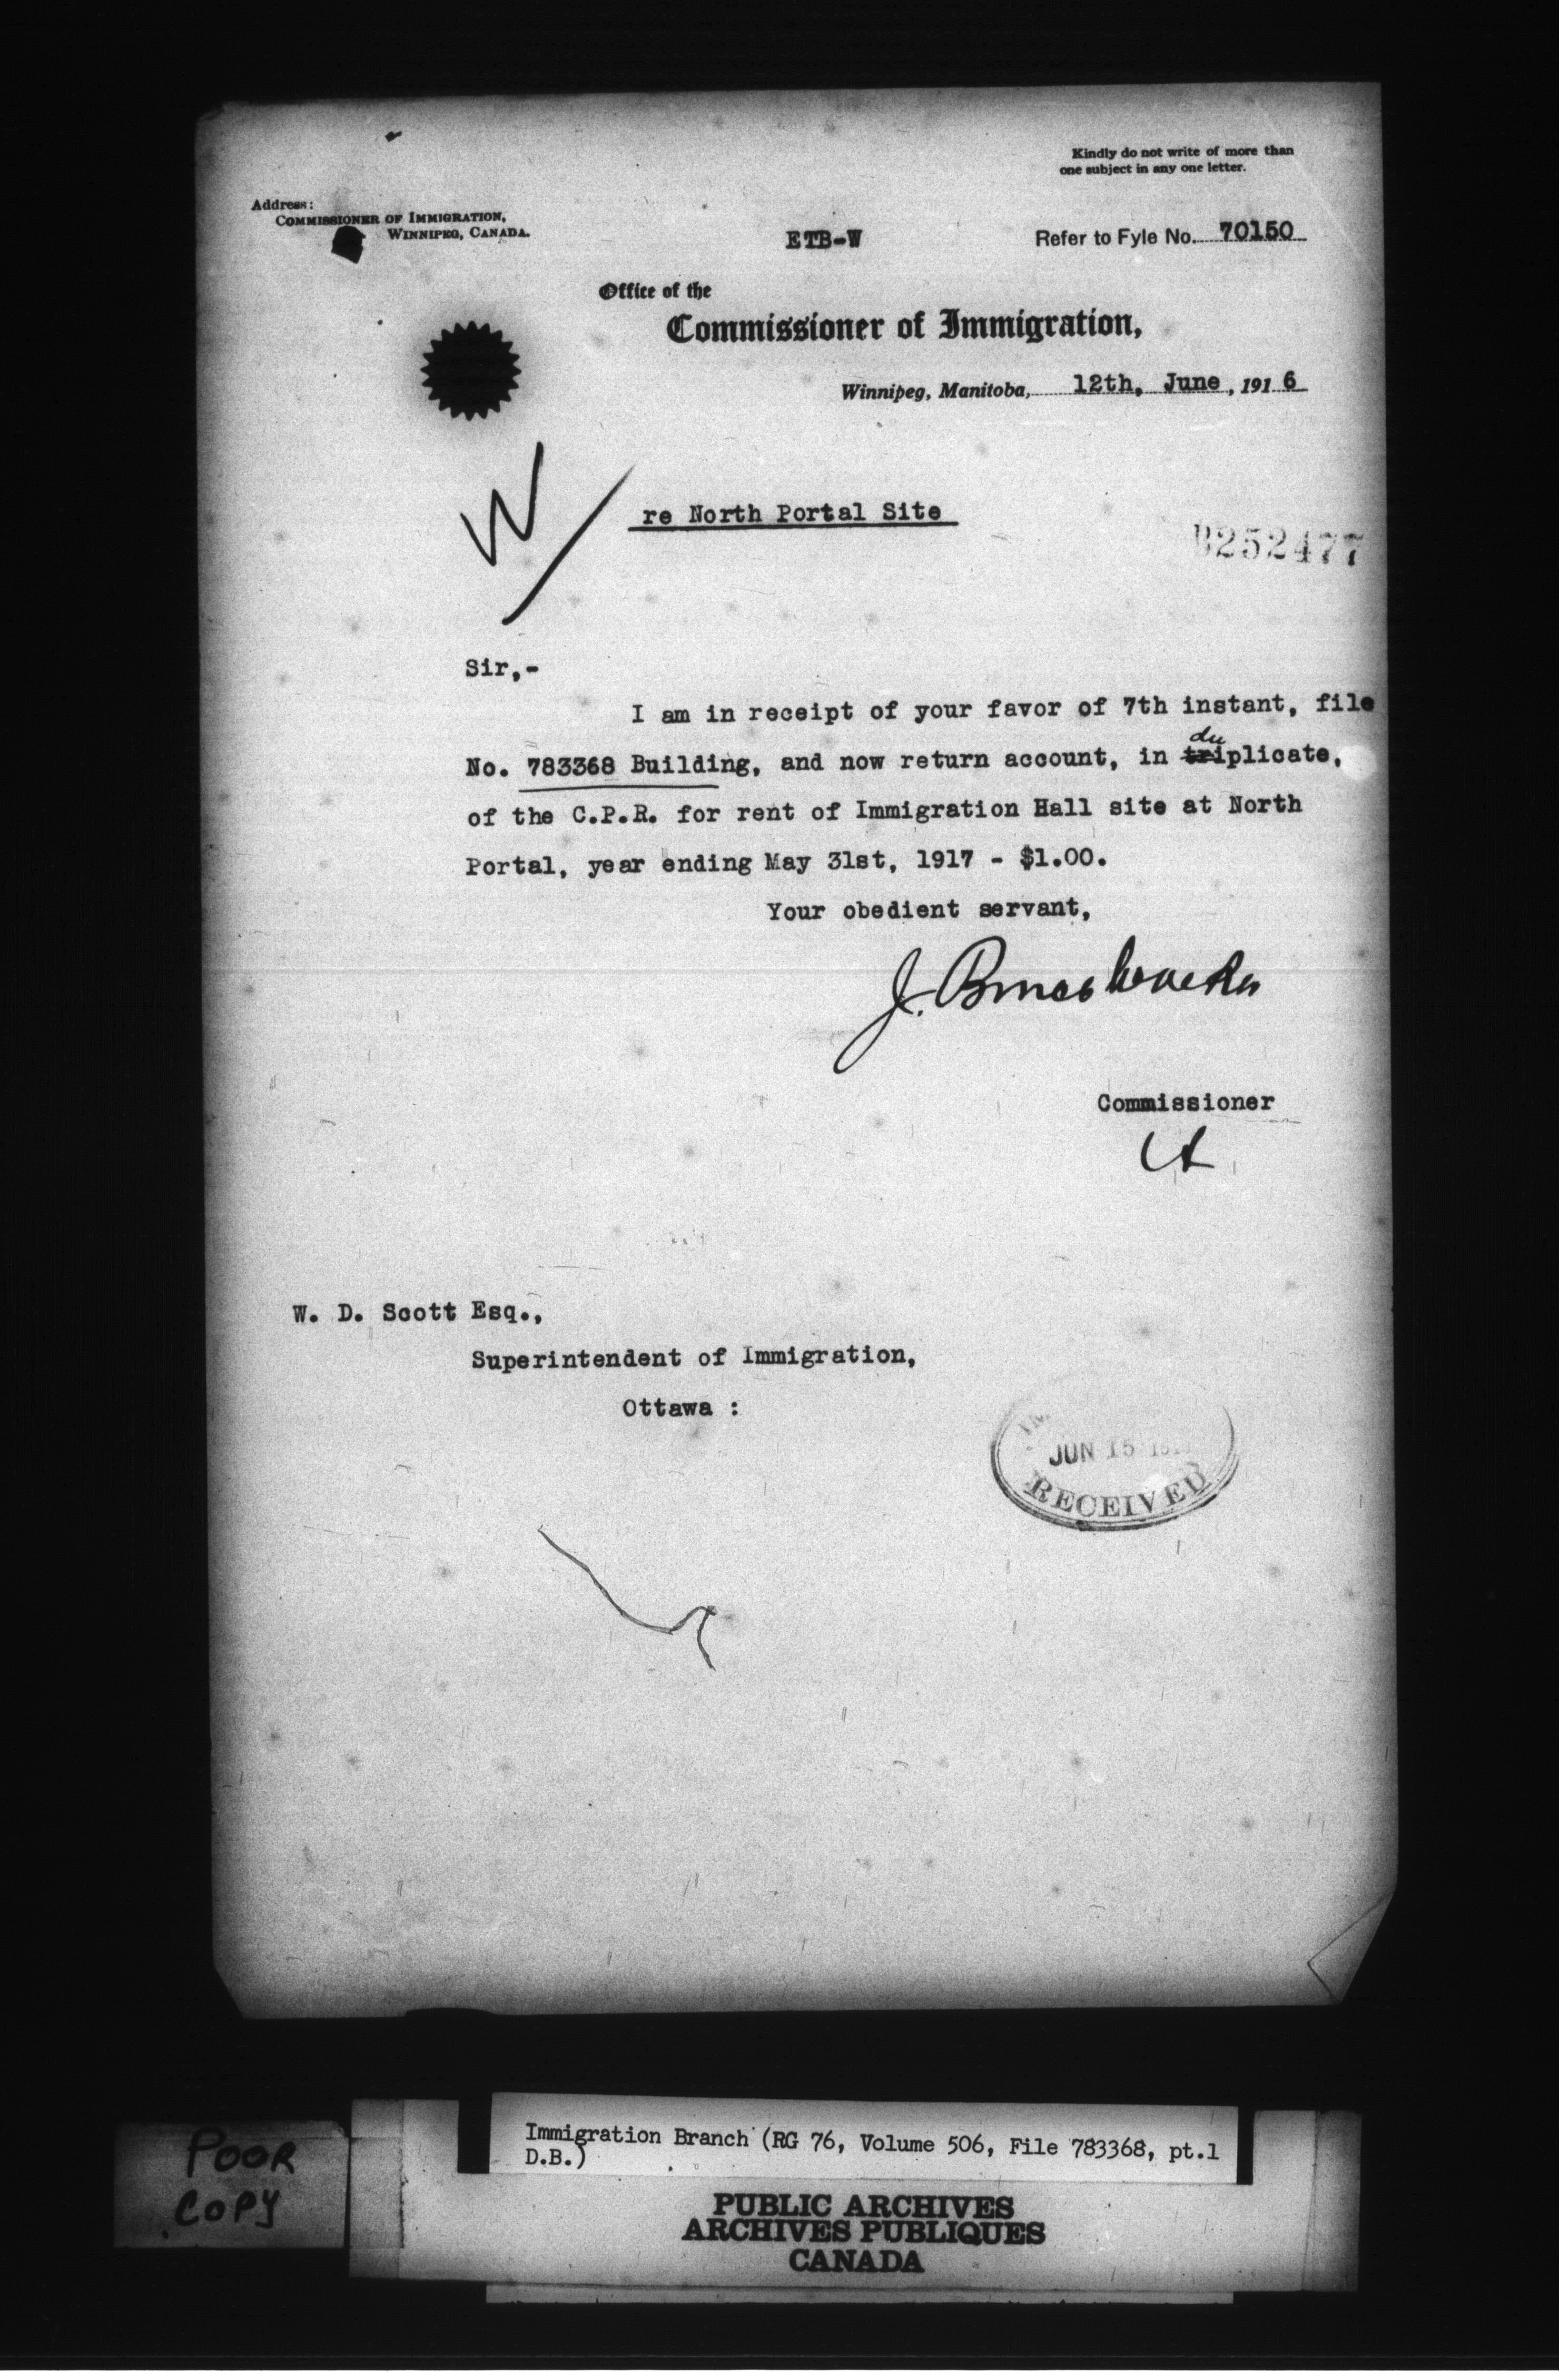 Kindly do not write of more than
one subject in any one letter.
Address:
COMMISSIONER OF IMMIGRATION,
WINNIPEG, CANADA.
ETB-W
Refer to Fyle No. 70150
Office of the
Commissioner of Immigration,
Winnipeg, Manitoba, 12th, June, 1916
W
re North Portal Site
252477
Sir,-
I am in receipt of your favor of 7th instant, file
du
No. 783368 Building, and now return account, in triplicate,
of the C.P.R. for rent of Immigration Hall site at North
Portal, year ending May 31st, 1917 - $1.00.
Your obedient servant,
J. Bruce Walker
Commissioner
W. D. Scott Esq.,
Superintendent of Immigration,
Ottawa :
JUN 15
RECEIVED
POOR
COPY
Immigration Branch (RG 76, Volume 506, File 783368, pt.1
D.B.)
PUBLIC ARCHIVES
ARCHIVES PUBLIQUES
CANADA